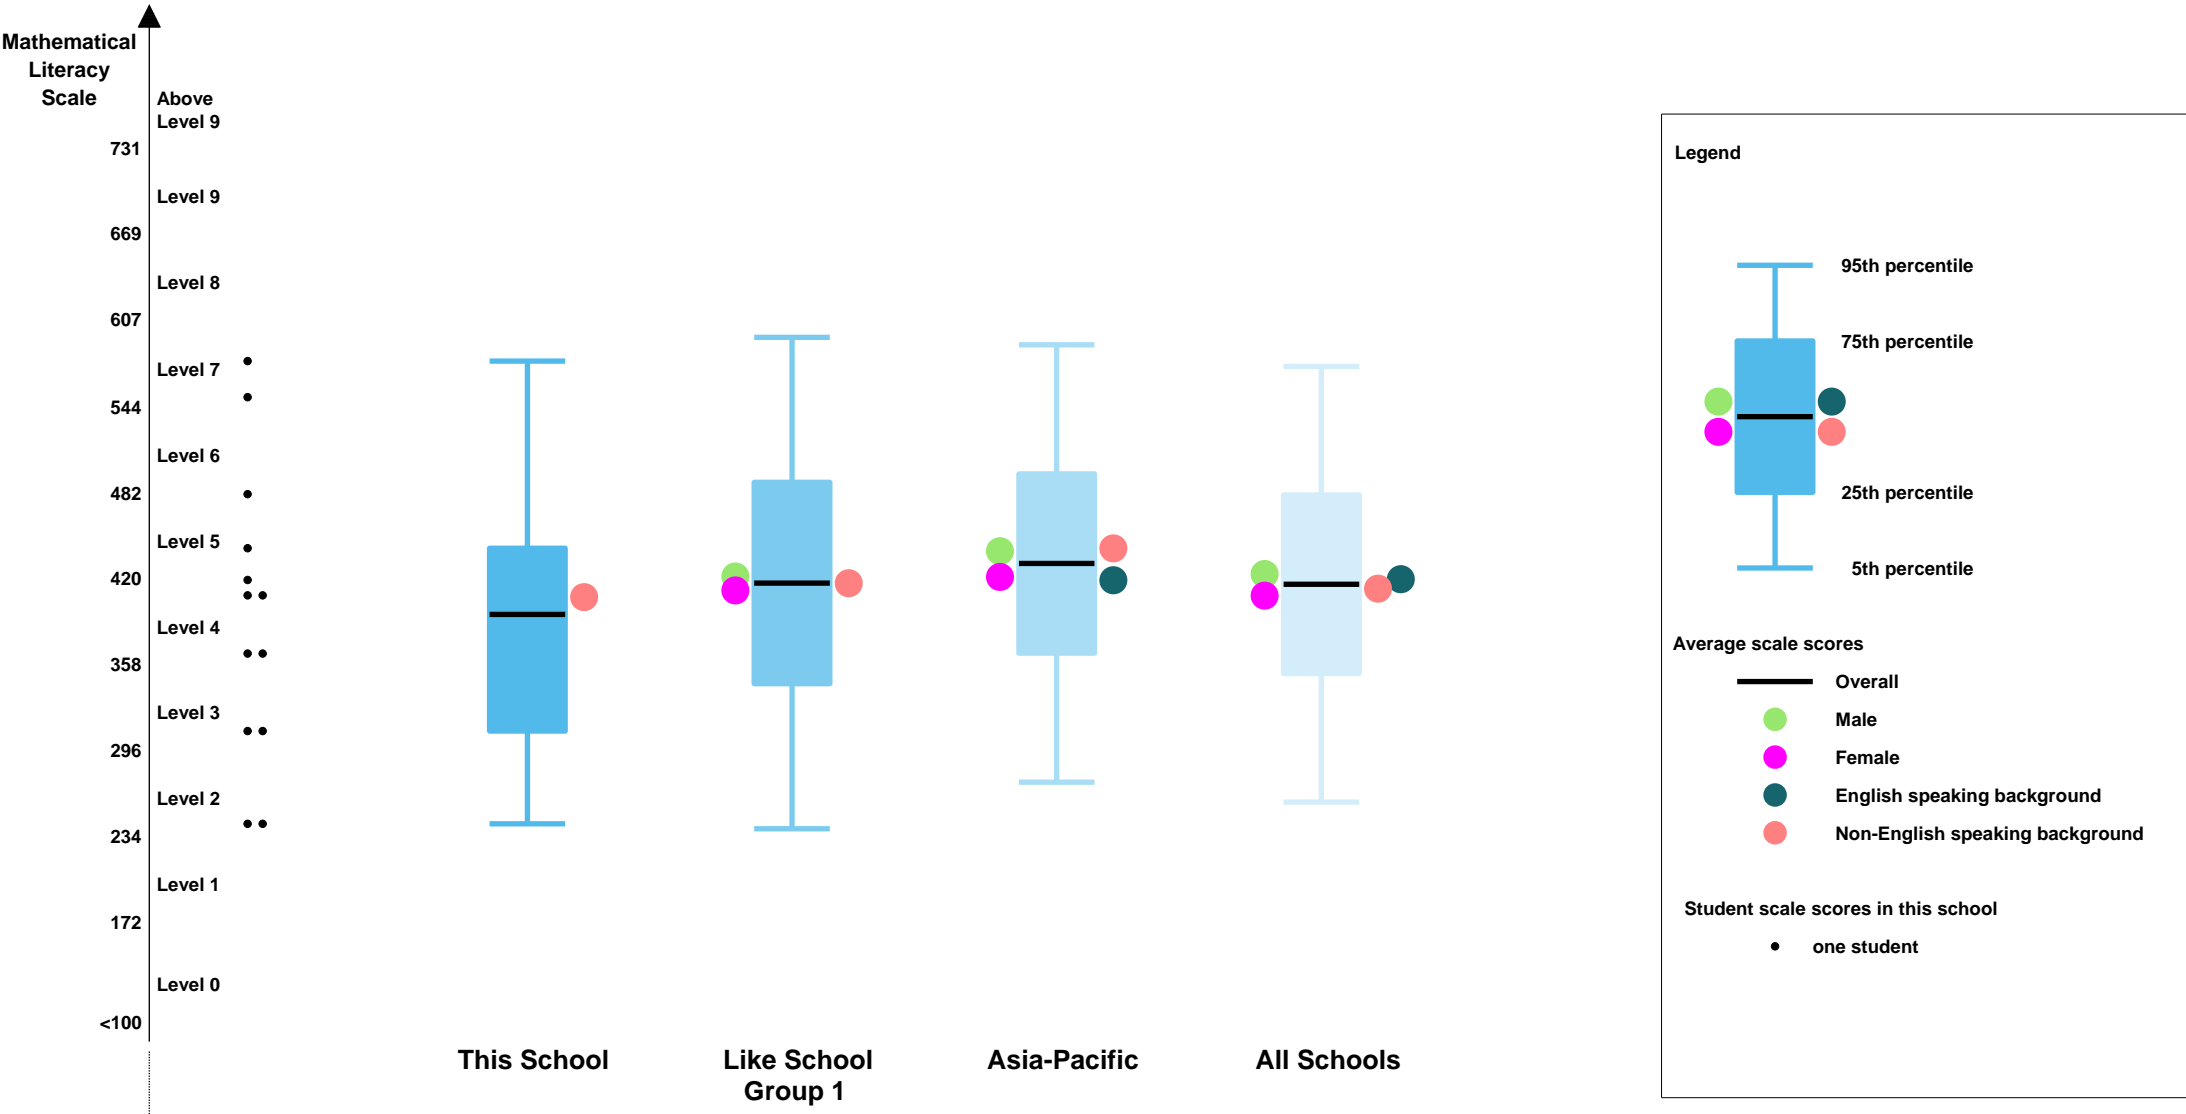 Mathematical
Literacy
Scale
Above
Level 9
731
Level 9
669
Level 8
607
Level 7
544
Level 6
482
Level 5
420
Level 4
358
Level 3
296
Level 2
234
Level 1
172
Level 0
<100
This School
Like School
Group 1
Asia-Pacific
All Schools
Legend
95th percentile
75th percentile
25th percentile
5th percentile
Average scale scores
Overall
Male
Female
English speaking background
Non-English speaking background
Student scale scores in this school
one student